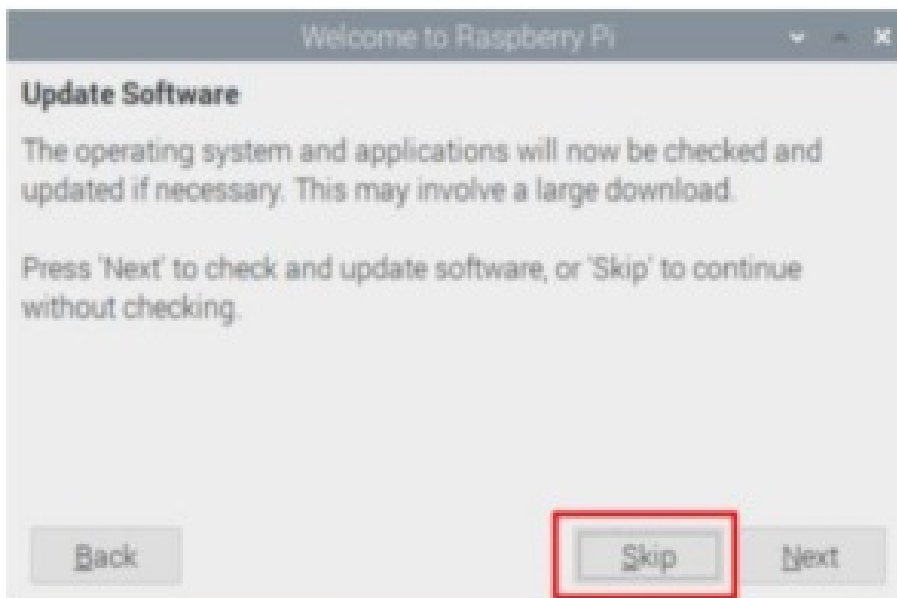 Welcome to Raspberry Pi
Update Software
The operating system and applications will now be checked and
updated if necessary. This may involve a large download.
Press 'Next' to check and update software, or 'Skip' to continue
without checking.
Back
Skip
Next